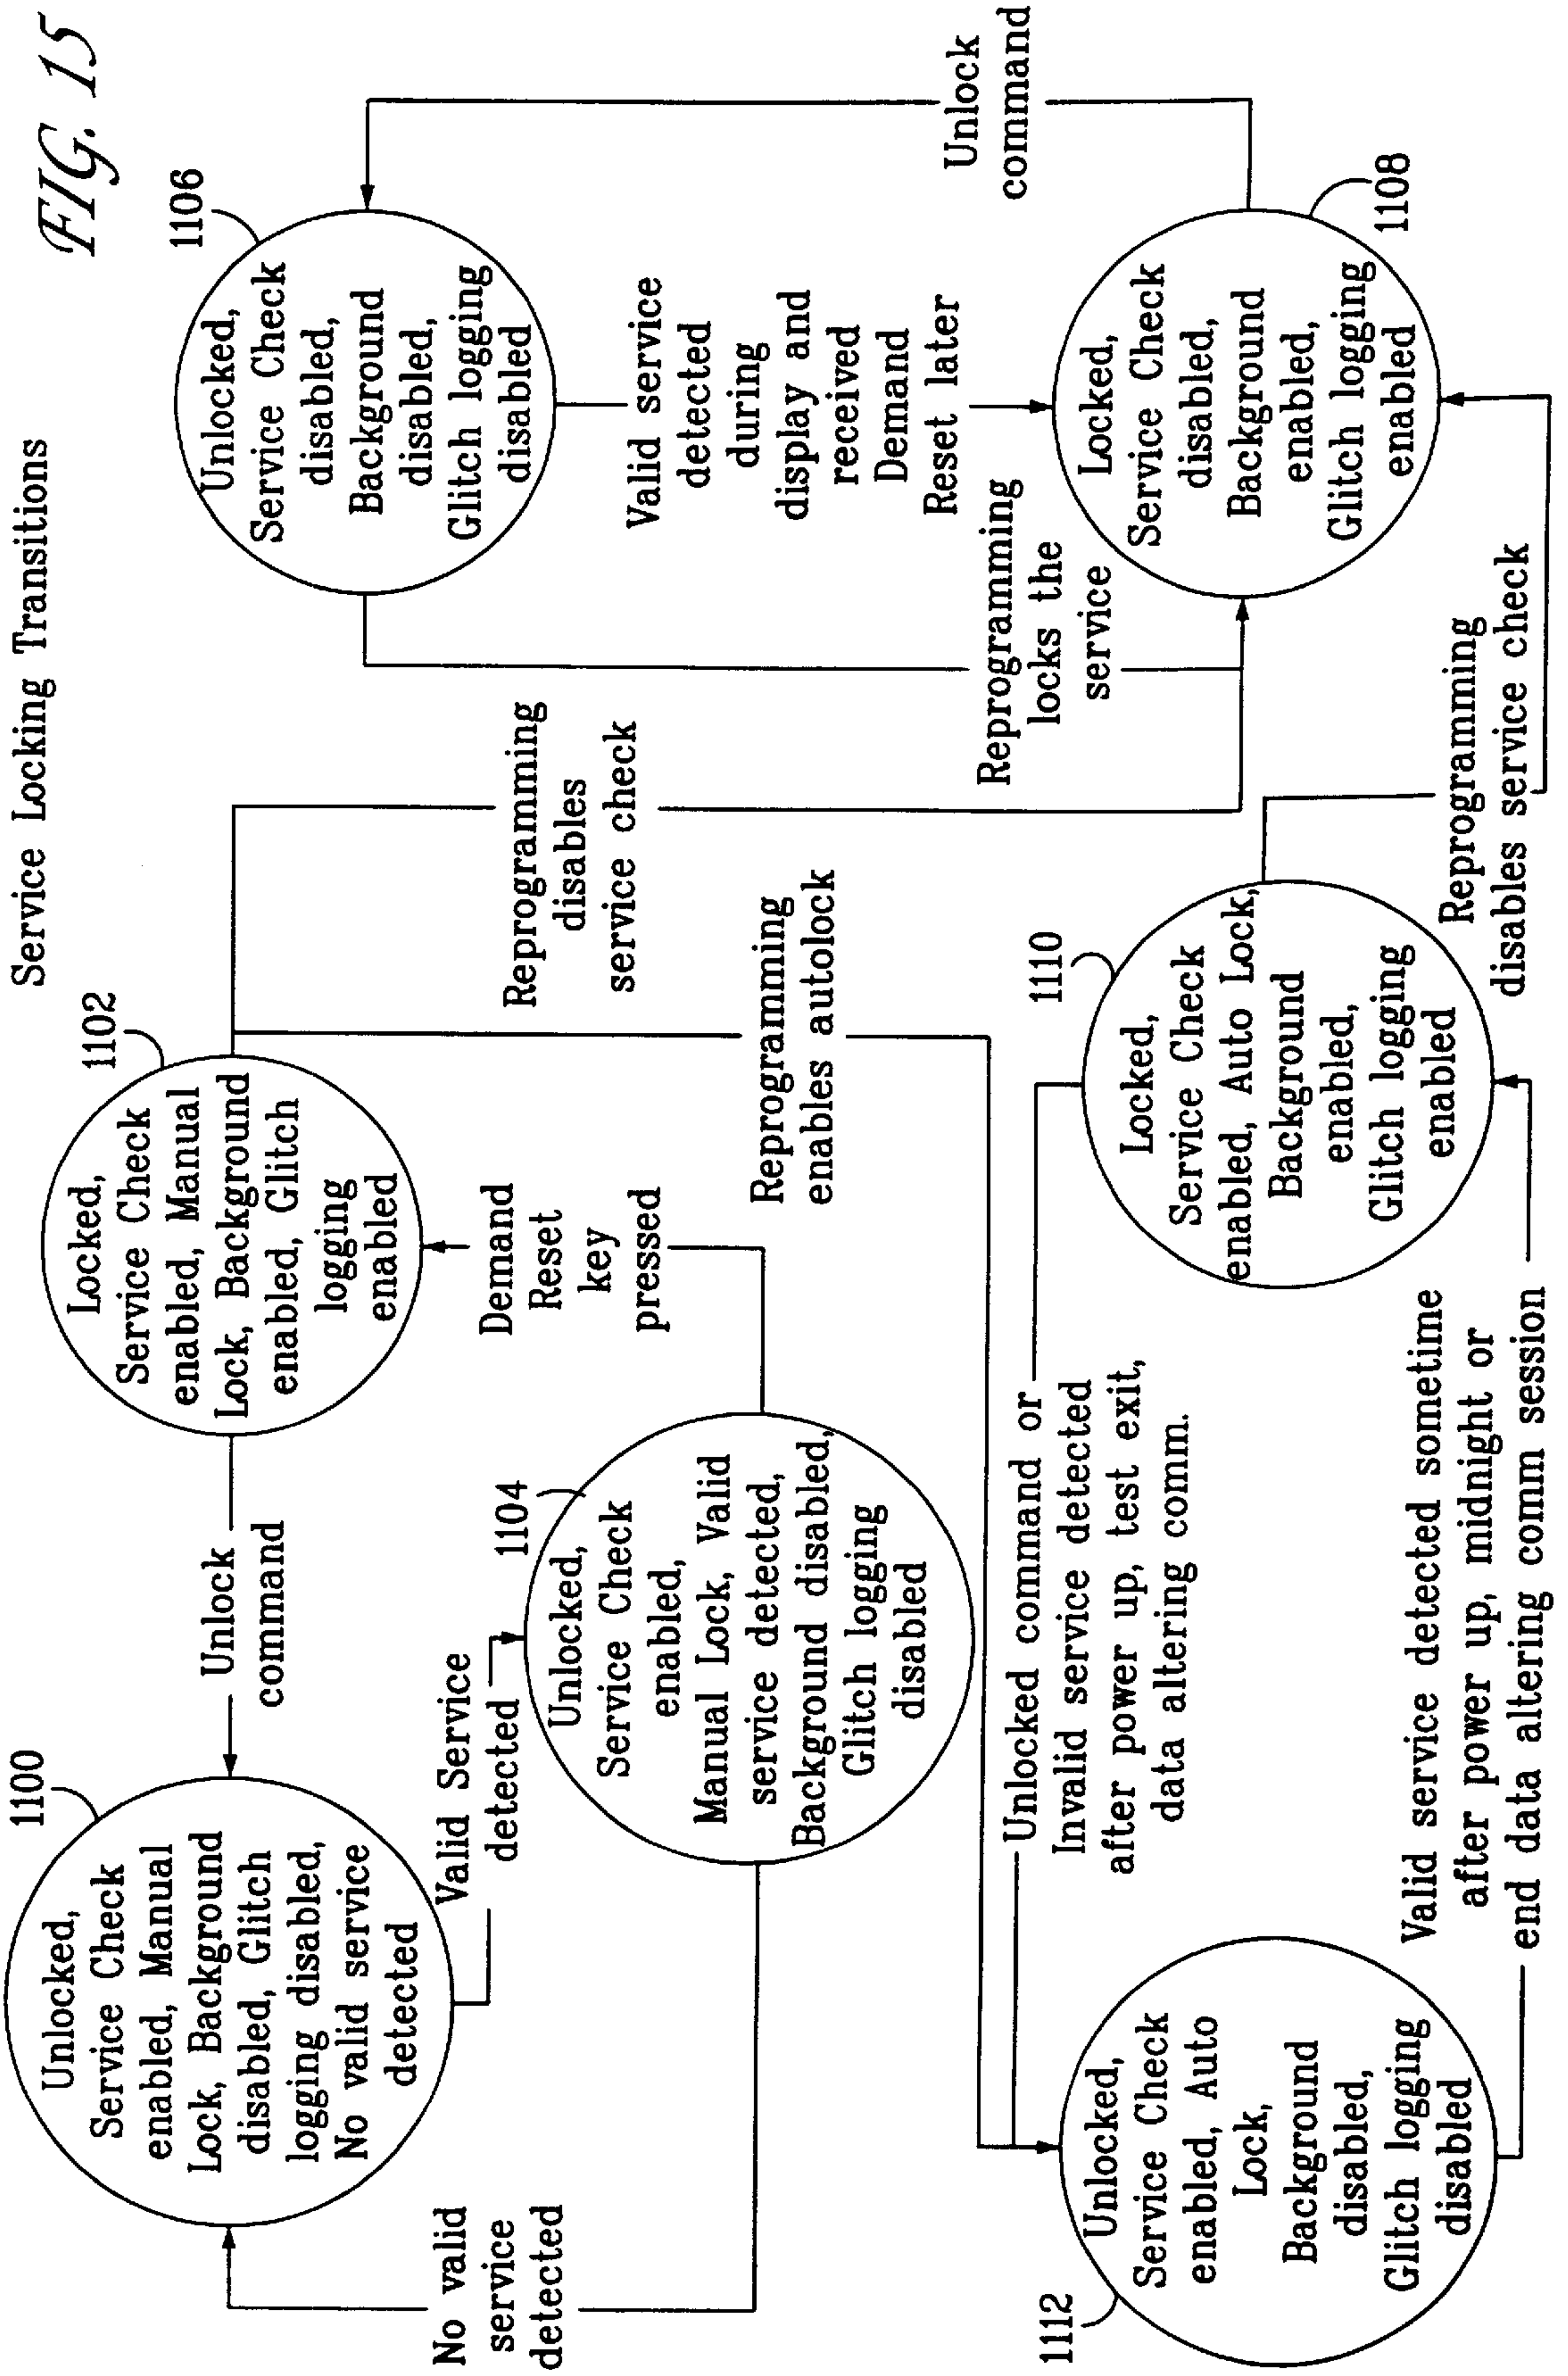 Service Locking Transitions
FIG. 15
1100
Unlocked,
Service Check
enabled, Manual
Lock, Background
disabled, Glitch
logging disabled,
No valid service
detected
Unlock
command
1102
Locked,
Service Check
enabled, Manual
Lock, Background
enabled, Glitch
logging
enabled
1106
Unlocked,
Service Check
disabled,
Background
disabled,
Glitch logging
disabled
No valid
service
detected
Valid Service
detected
1104
Unlocked,
Service Check
enabled,
Manual Lock, Valid
service detected,
Background disabled,
Glitch logging
disabled
Demand
Reset
key
pressed
Reprogramming
disables
service check
Reprogramming
enables autolock
Valid service
detected
during
display and
received
Demand
Reset later
Reprogramming
locks the
service
Unlock
command
1112
Unlocked,
Service Check
enabled, Auto
Lock,
Background
disabled,
Glitch logging
disabled
Unlocked command or
Invalid service detected
after power up, test exit,
data altering comm.
1110
Locked,
Service Check
enabled, Auto Lock,
Background
enabled,
Glitch logging
enabled
1108
Locked,
Service Check
disabled,
Background
enabled,
Glitch logging
enabled
Valid service detected sometime
after power up, midnight or
end data altering comm session
Reprogramming
disables service check